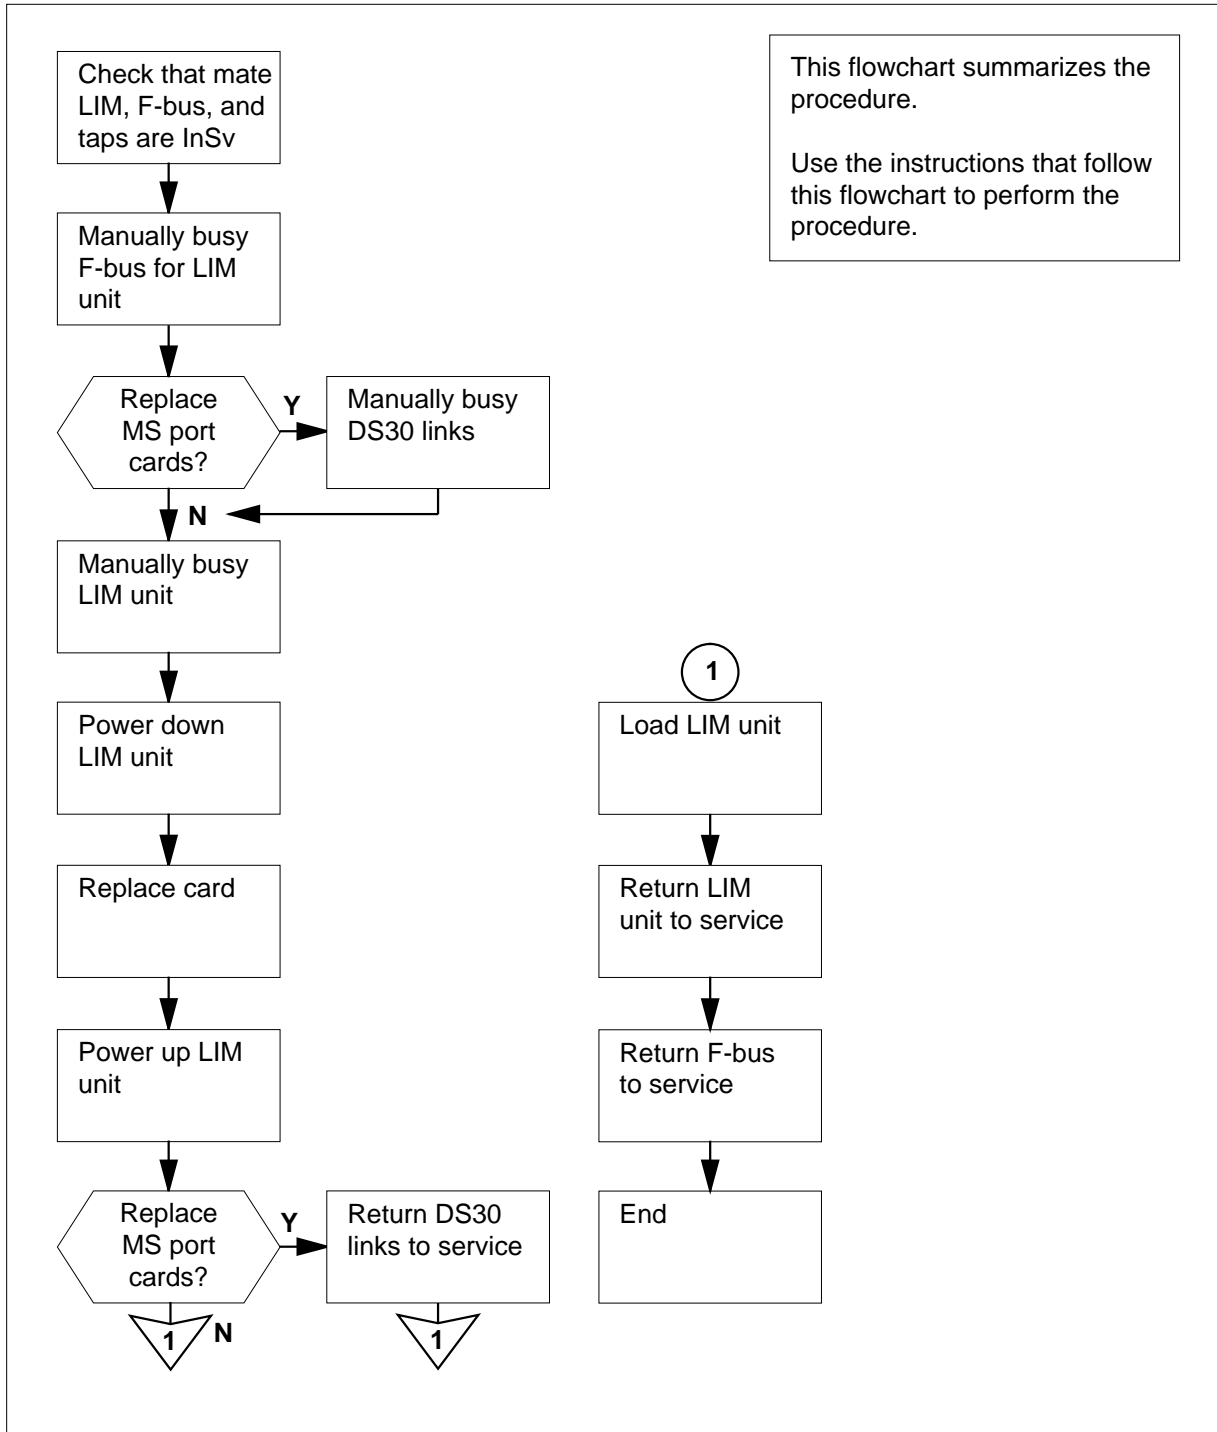 Check that mate
LIM, F-bus, and
taps are InSv
This flowchart summarizes the
procedure.
Use the instructions that follow
this flowchart to perform the
procedure.
Manually busy
F-bus for LIM
unit
Replace
MS port
cards?
Y
Manually busy
DS30 links
N
Manually busy
LIM unit
Power down
LIM unit
Replace card
Power up LIM
unit
Replace
MS port
cards?
Y
Return DS30
links to service
1
N
1
1
Load LIM unit
Return LIM
unit to service
Return F-bus
to service
End